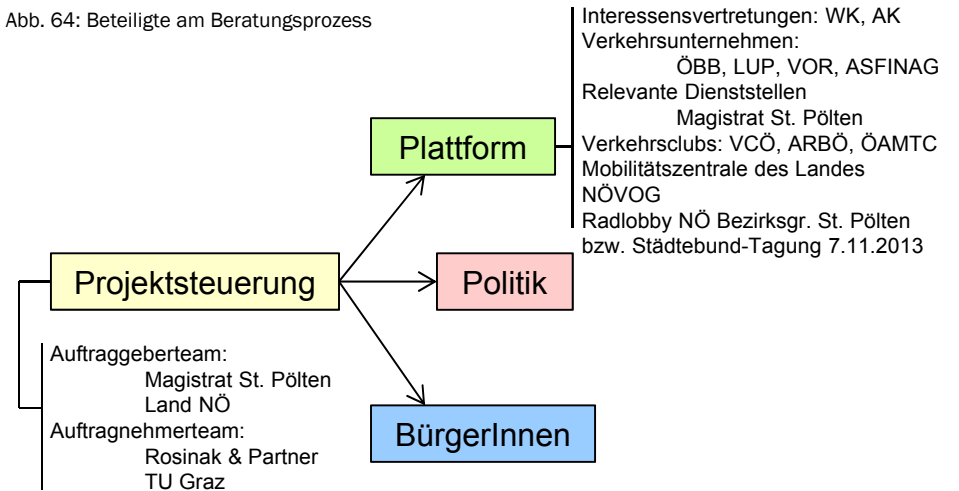 Abb. 64: Beteiligte am Beratungsprozess
Interessensvertretungen: WK, AK
Verkehrsunternehmen:
ÖBB, LUP, VOR, ASFINAG
Relevante Dienststellen
Magistrat St. Pölten
Verkehrsclubs: VCÖ, ARBÖ, ÖAMTC
Mobilitätszentrale des Landes
NÖVOG
Radlobby NÖ Bezirksgr. St. Pölten
bzw. Städtebund-Tagung 7.11.2013
Plattform
Projektsteuerung
Politik
BürgerInnen
Auftraggeberteam:
Magistrat St. Pölten
Land NÖ
Auftragnehmerteam:
Rosinak & Partner
TU Graz